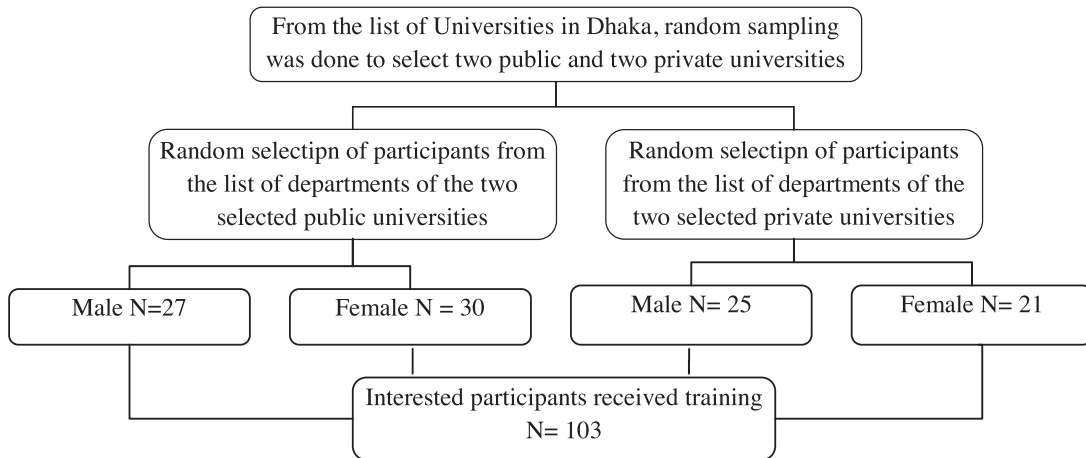 From the list of Universities in Dhaka, random sampling
was done to select two public and two private universities
Random selectipn of participants from
the list of departments of the two
selected public universities
Random selectipn of participants
from the list of departments of the
two selected private universities
Male N=27
Female N = 30
Male N= 25
Female N= 21
Interested participants received training
N= 103